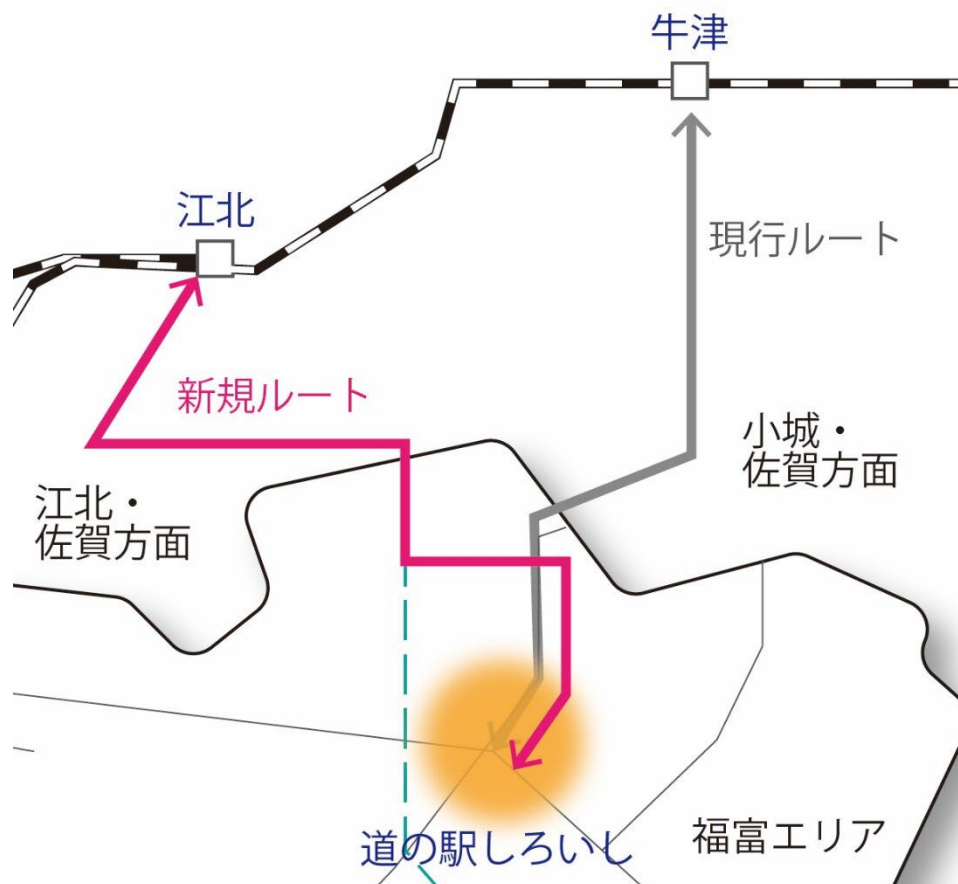 牛津
江北
現行ルート
新規ルート
小城・
佐賀方面
江北・
佐賀方面
福富エリア
道の駅しろいし